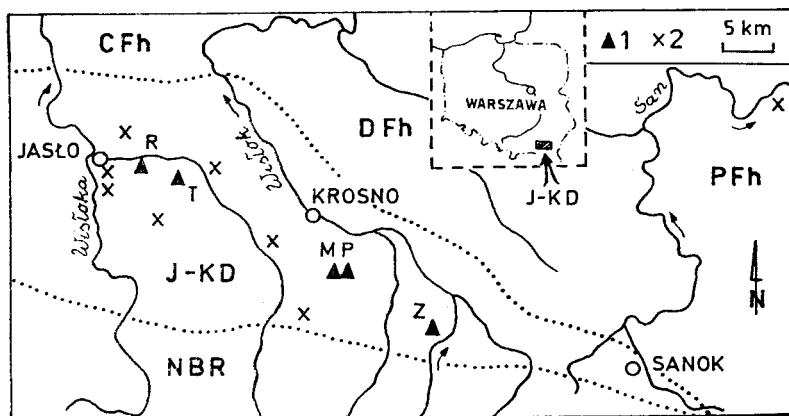 CFh
▲1 ×2 5 km
WARSZAWA
San
DFh
JASŁO
R
T
Wisłok
KROSNO
J-KD
PFh
Wisłoka
M P
J-KD
Z
N
NBR
SANOK